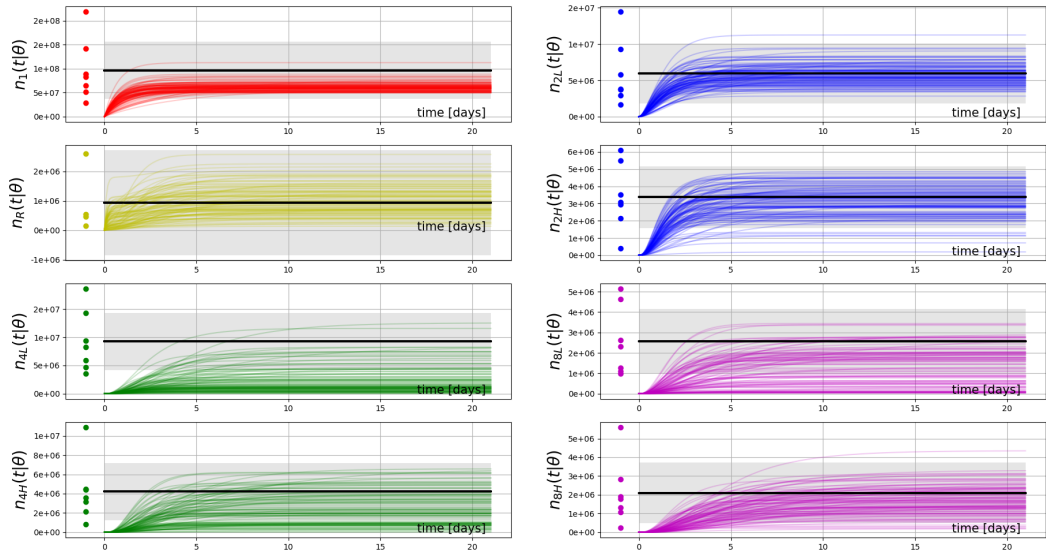 n₁(t|θ)
2e+08
2e+08
1e+08
5e+07
0e+00
time [days]
0 5 10 15 20
n₂L(t|θ)
2e+07
1e+07
5e+06
0e+00
time [days]
0 5 10 15 20
nR(t|θ)
2e+06
1e+06
0e+00
-1e+06
time [days]
0 5 10 15 20
n₂H(t|θ)
6e+06
5e+06
4e+06
3e+06
2e+06
1e+06
0e+00
time [days]
0 5 10 15 20
n₄L(t|θ)
2e+07
1e+07
5e+06
0e+00
time [days]
0 5 10 15 20
n₈L(t|θ)
5e+06
4e+06
3e+06
2e+06
1e+06
0e+00
time [days]
0 5 10 15 20
n₄H(t|θ)
1e+07
8e+06
6e+06
4e+06
2e+06
0e+00
time [days]
0 5 10 15 20
n₈H(t|θ)
5e+06
4e+06
3e+06
2e+06
1e+06
0e+00
time [days]
0 5 10 15 20